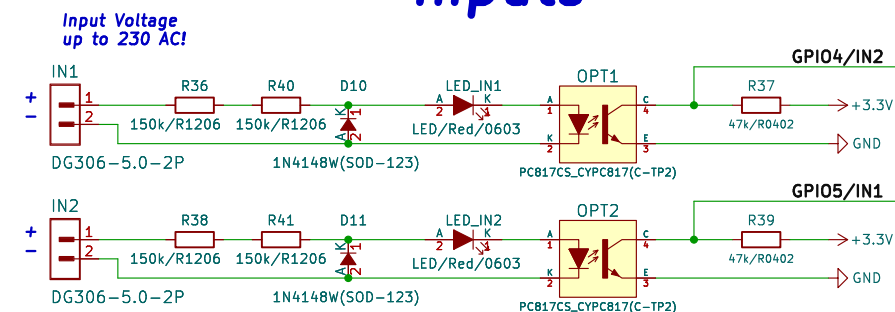 Inputs
Input Voltage
up to 230 AC!
IN1
+
-
1
2
DG306-5.0-2P
R36
150k/R1206
R40
150k/R1206
D10
K
1
A
2
1N4148W(SOD-123)
LED_IN1
A
2
K
1
LED/Red/0603
OPT1
A
1
K
2
C
4
E
3
PC817CS_CYPC817(C-TP2)
GPIO4/IN2
R37
47k/R0402
+3.3V
GND
IN2
+
-
1
2
DG306-5.0-2P
R38
150k/R1206
R41
150k/R1206
D11
K
1
A
2
1N4148W(SOD-123)
LED_IN2
A
2
K
1
LED/Red/0603
OPT2
A
1
K
2
C
4
E
3
PC817CS_CYPC817(C-TP2)
GPIO5/IN1
R39
47k/R0402
+3.3V
GND